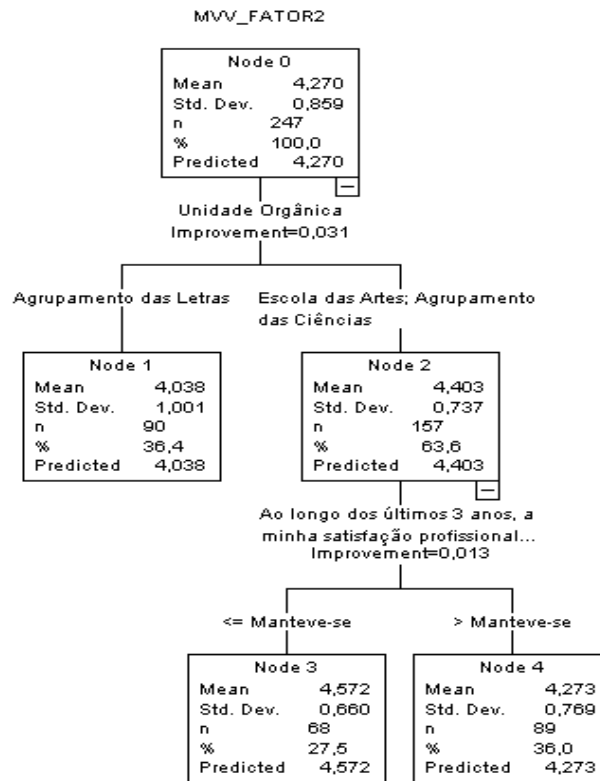 MVV_FATOR2
Node 0
Mean 4,270
Std. Dev. 0,859
n 247
% 100,0
Predicted 4,270
Unidade Orgânica
Improvement=0,031
Agrupamento das Letras
Escola das Artes; Agrupamento
das Ciências
Node 1
Mean 4,038
Std. Dev. 1,001
n 90
% 36,4
Predicted 4,038
Node 2
Mean 4,403
Std. Dev. 0,737
n 157
% 63,6
Predicted 4,403
Ao longo dos últimos 3 anos, a
minha satisfação profissional...
Improvement=0,013
<= Manteve-se
> Manteve-se
Node 3
Mean 4,572
Std. Dev. 0,660
n 68
% 27,5
Predicted 4,572
Node 4
Mean 4,273
Std. Dev. 0,769
n 89
% 36,0
Predicted 4,273